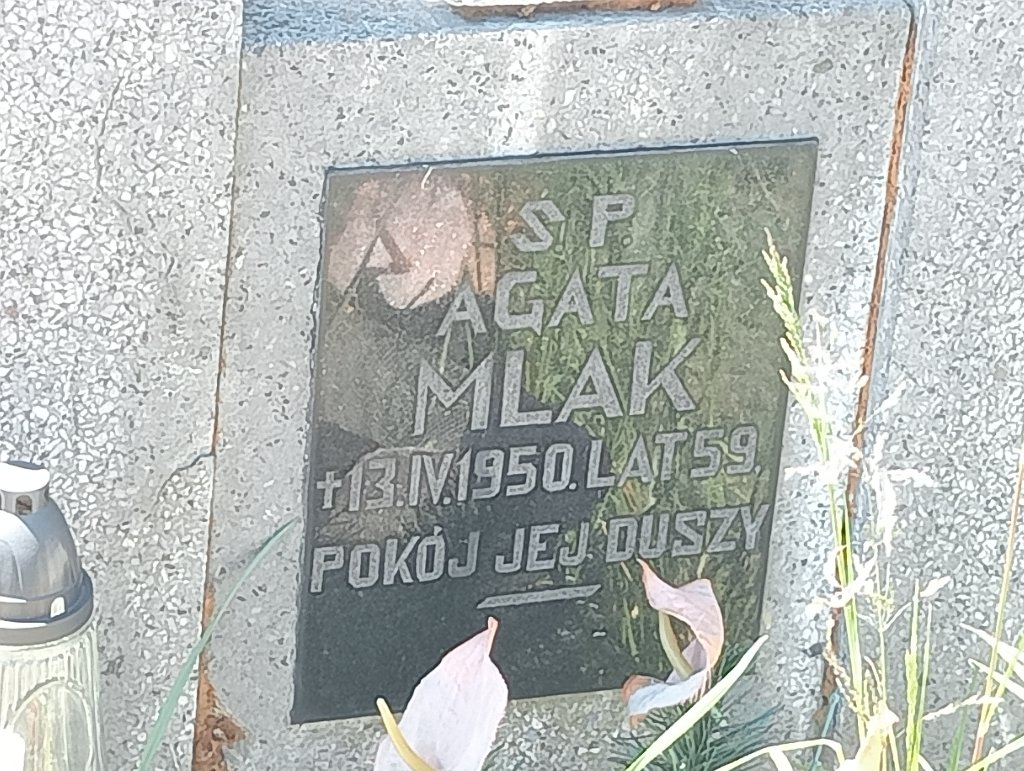 Ś. P.
AGATA
MLAK
+13.IV.1950. LAT 59.
POKÓJ JEJ DUSZY